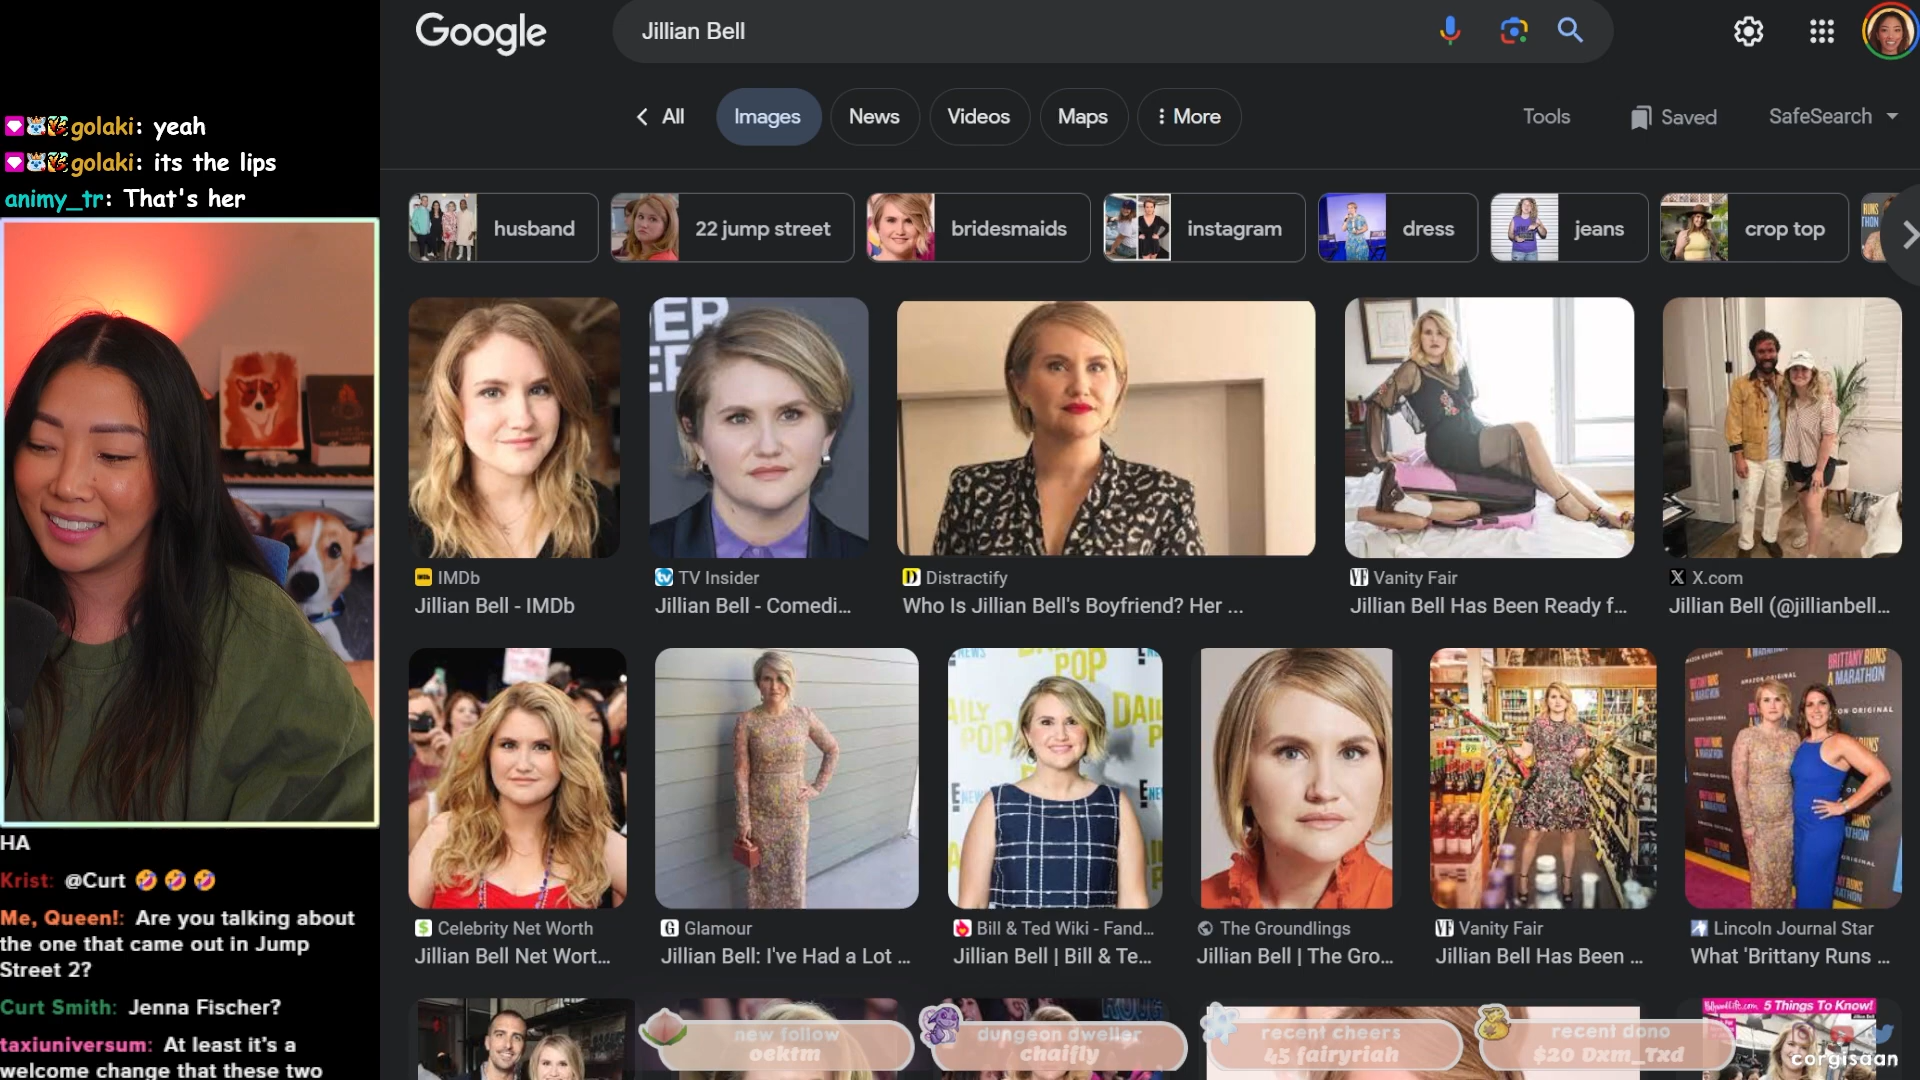 Google
Jillian Bell
All
Images
News
Videos
Maps
More
Tools
Saved
SafeSearch
golaki: yeah
golaki: its the lips
animy_tr: That's her
husband
22 jump street
bridesmaids
instagram
dress
jeans
crop top
IMDb
Jillian Bell - IMDb
TV Insider
Jillian Bell - Comedi...
Distractify
Who Is Jillian Bell's Boyfriend? Her ...
Vanity Fair
Jillian Bell Has Been Ready f...
X.com
Jillian Bell (@jillianbell...
DAILY
POP
BRITTANY RUNS
A MARATHON
Celebrity Net Worth
Jillian Bell Net Wort...
Glamour
Jillian Bell: I've Had a Lot ...
Bill & Ted Wiki - Fand...
Jillian Bell | Bill & Te...
The Groundlings
Jillian Bell | The Gro...
Vanity Fair
Jillian Bell Has Been ...
Lincoln Journal Star
What 'Brittany Runs ...
HA
Krist: @Curt 🤣 🤣 🤣
Me, Queen!: Are you talking about
the one that came out in Jump
Street 2?
Curt Smith: Jenna Fischer?
taxiuniversum: At least it's a
welcome change that these two
new follow
oektm
dungeon dweller
chaifly
recent cheers
45 fairyriah
recent dono
$20 Dxm_Txd
5 Things To Know!
corgisaan